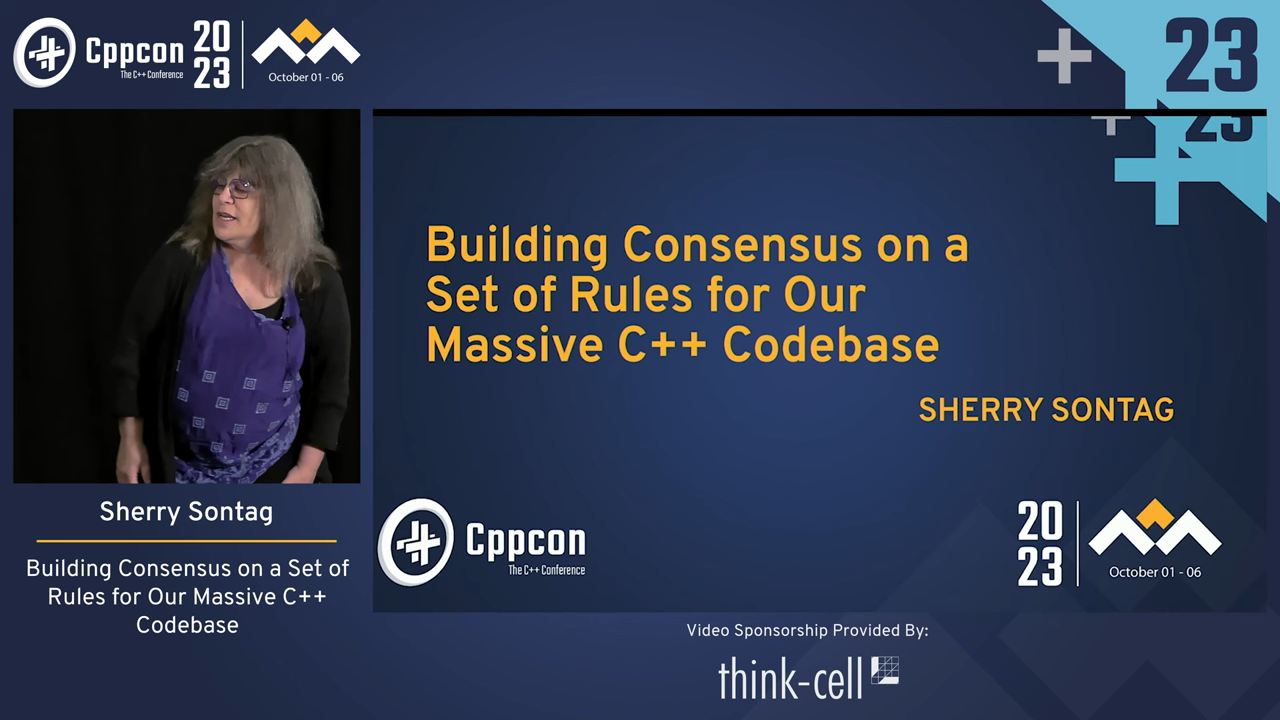 Cppcon
The C++ Conference
20
23
October 01 - 06
23
23
Building Consensus on a
Set of Rules for Our
Massive C++ Codebase
SHERRY SONTAG
Cppcon
The C++ Conference
20
23
October 01 - 06
Sherry Sontag
Building Consensus on a Set of
Rules for Our Massive C++
Codebase
Video Sponsorship Provided By:
think-cell